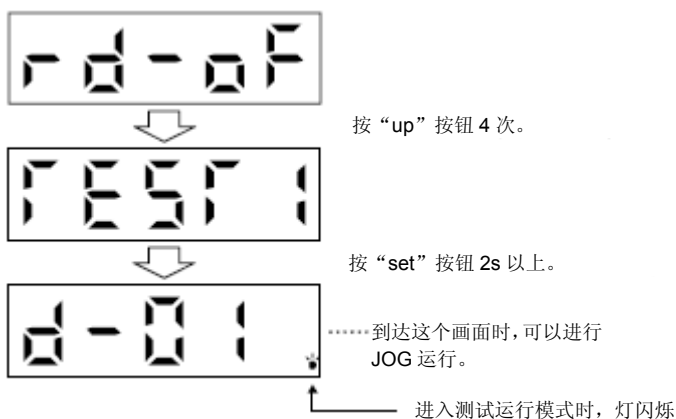 rd-oF
按“up”按钮 4 次。
TEST1
按“set”按钮 2s 以上。
d-01
……到达这个画面时,可以进行
JOG 运行。
进入测试运行模式时，灯闪烁